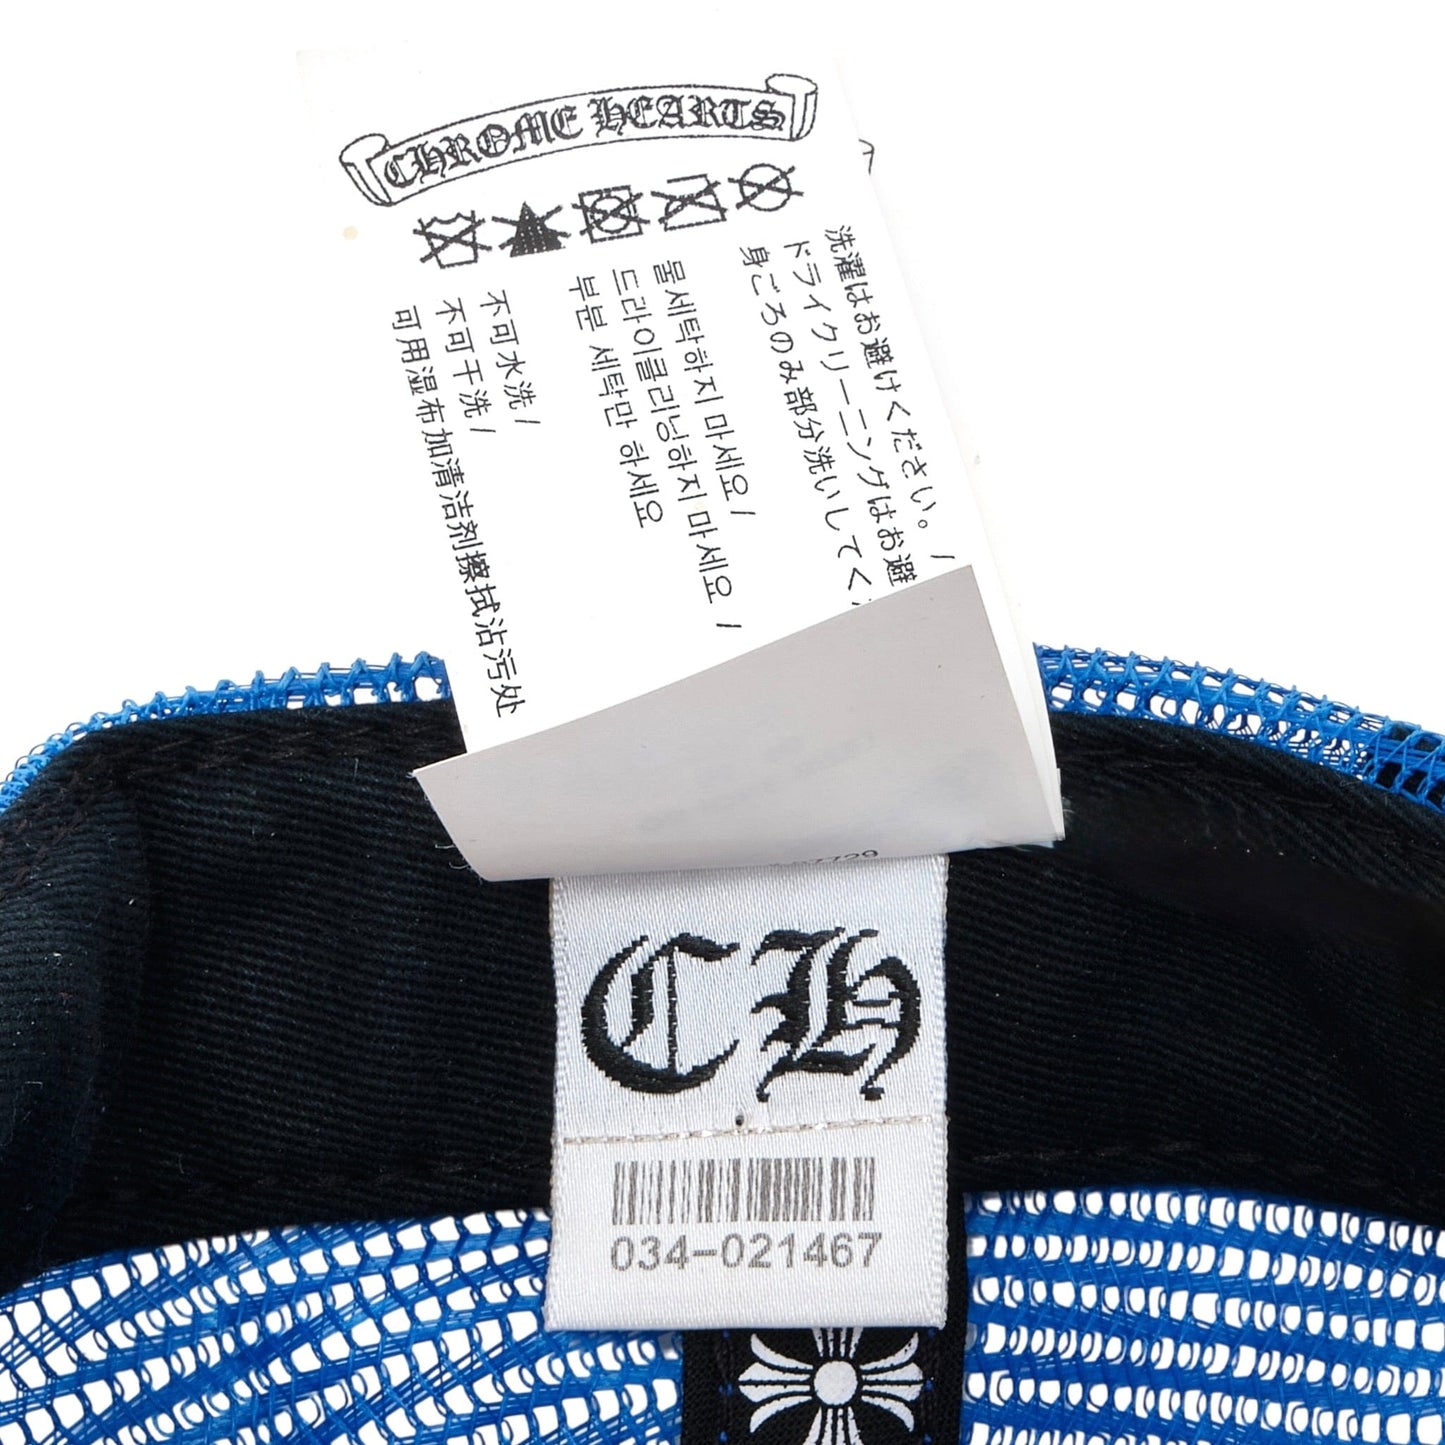 CHROME HEARTS
洗濯はお避けください。/
ドライクリーニングはお避
身ごろのみ部分洗いしてく
물세탁하지 마세요 /
드라이클리닝하지 마세요 /
부분 세탁만 하세요
不可水洗 /
不可干洗 /
可用湿布加清洁剂擦拭沾污处
CH
034-021467